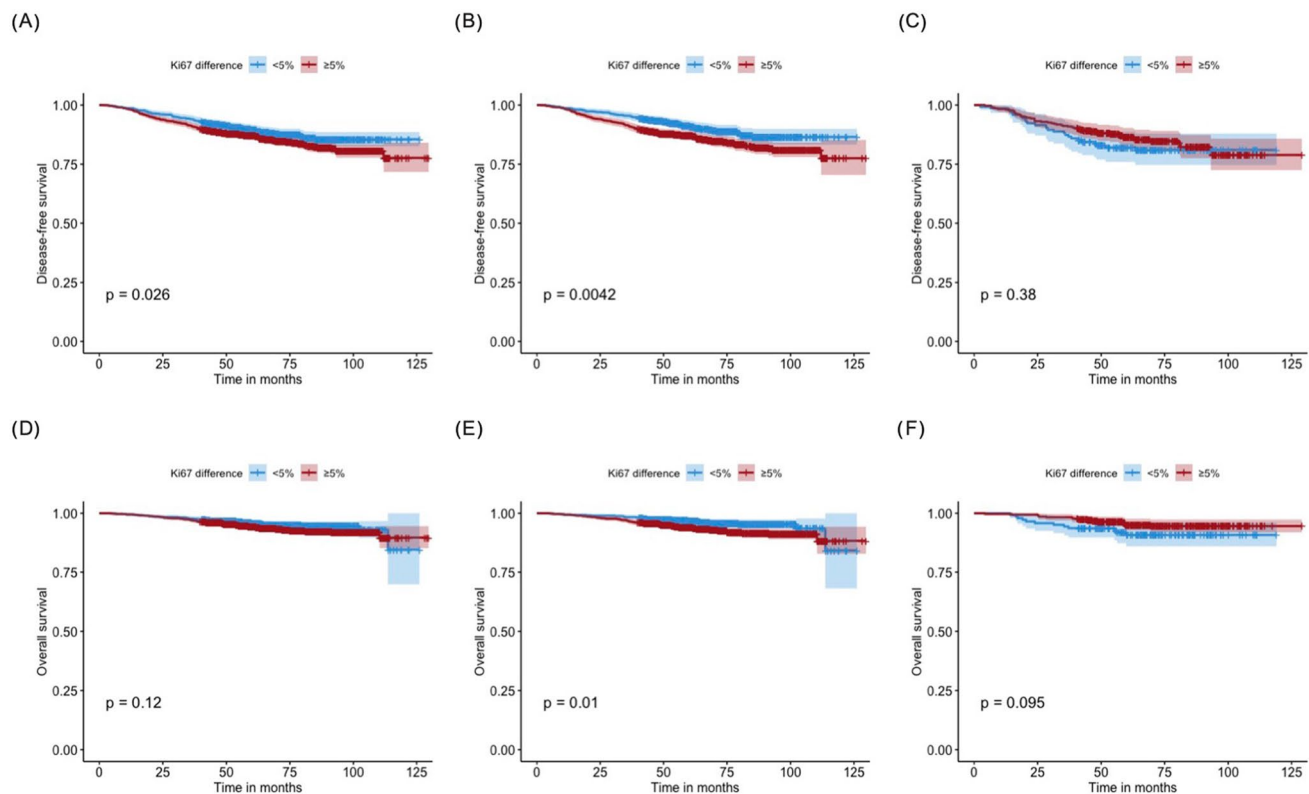 (A)
Ki67 difference <5% ≥5%
1.00
0.75
0.50
0.25
0.00
Disease-free survival
p = 0.026
0 25 50 75 100 125
Time in months
(B)
Ki67 difference <5% ≥5%
1.00
0.75
0.50
0.25
0.00
Disease-free survival
p = 0.0042
0 25 50 75 100 125
Time in months
(C)
Ki67 difference <5% ≥5%
1.00
0.75
0.50
0.25
0.00
Disease-free survival
p = 0.38
0 25 50 75 100 125
Time in months
(D)
Ki67 difference <5% ≥5%
1.00
0.75
0.50
0.25
0.00
Overall survival
p = 0.12
0 25 50 75 100 125
Time in months
(E)
Ki67 difference <5% ≥5%
1.00
0.75
0.50
0.25
0.00
Overall survival
p = 0.01
0 25 50 75 100 125
Time in months
(F)
Ki67 difference <5% ≥5%
1.00
0.75
0.50
0.25
0.00
Overall survival
p = 0.095
0 25 50 75 100 125
Time in months